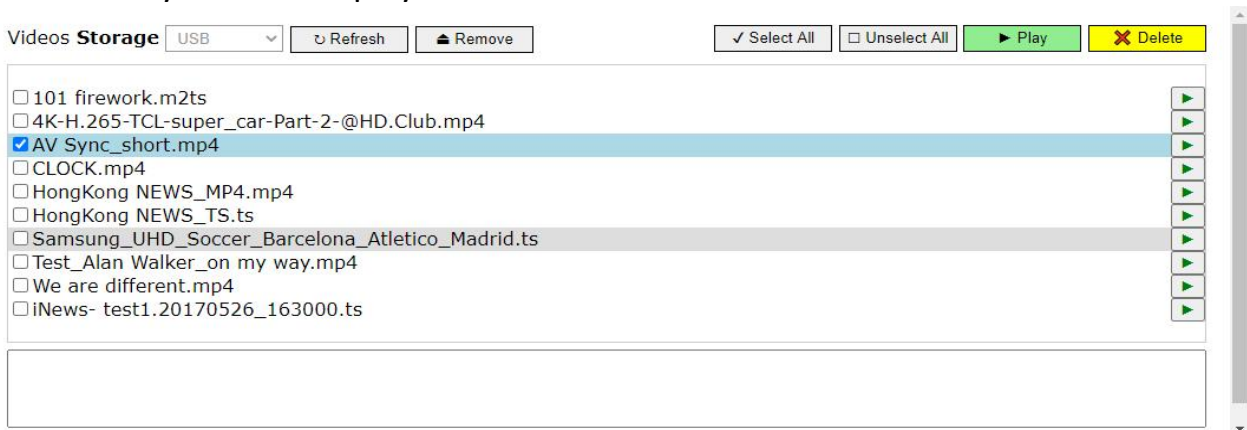 Videos Storage USB ↻ Refresh ⏏ Remove ✓ Select All ☐ Unselect All ► Play ✖ Delete
101 firework.m2ts
4K-H.265-TCL-super_car-Part-2-@HD.Club.mp4
AV Sync_short.mp4
CLOCK.mp4
HongKong NEWS_MP4.mp4
HongKong NEWS_TS.ts
Samsung_UHD_Soccer_Barcelona_Atletico_Madrid.ts
Test_Alan Walker_on my way.mp4
We are different.mp4
iNews- test1.20170526_163000.ts